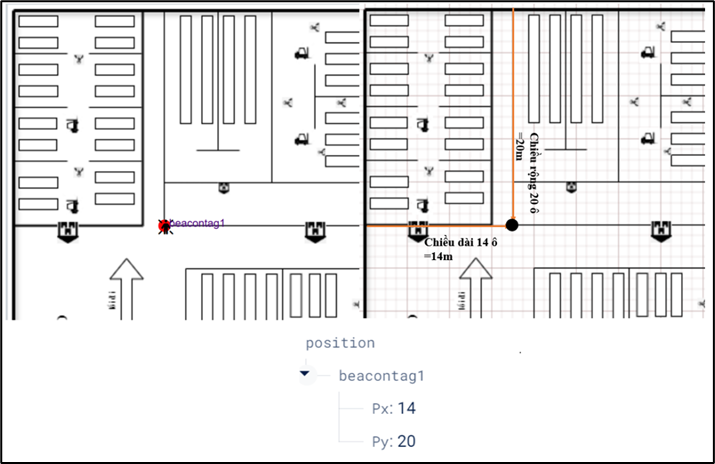 beacontag1
Chiều rộng 20 ô
=20m
Chiều dài 14 ô
=14m
position
beacontag1
Px: 14
Py: 20